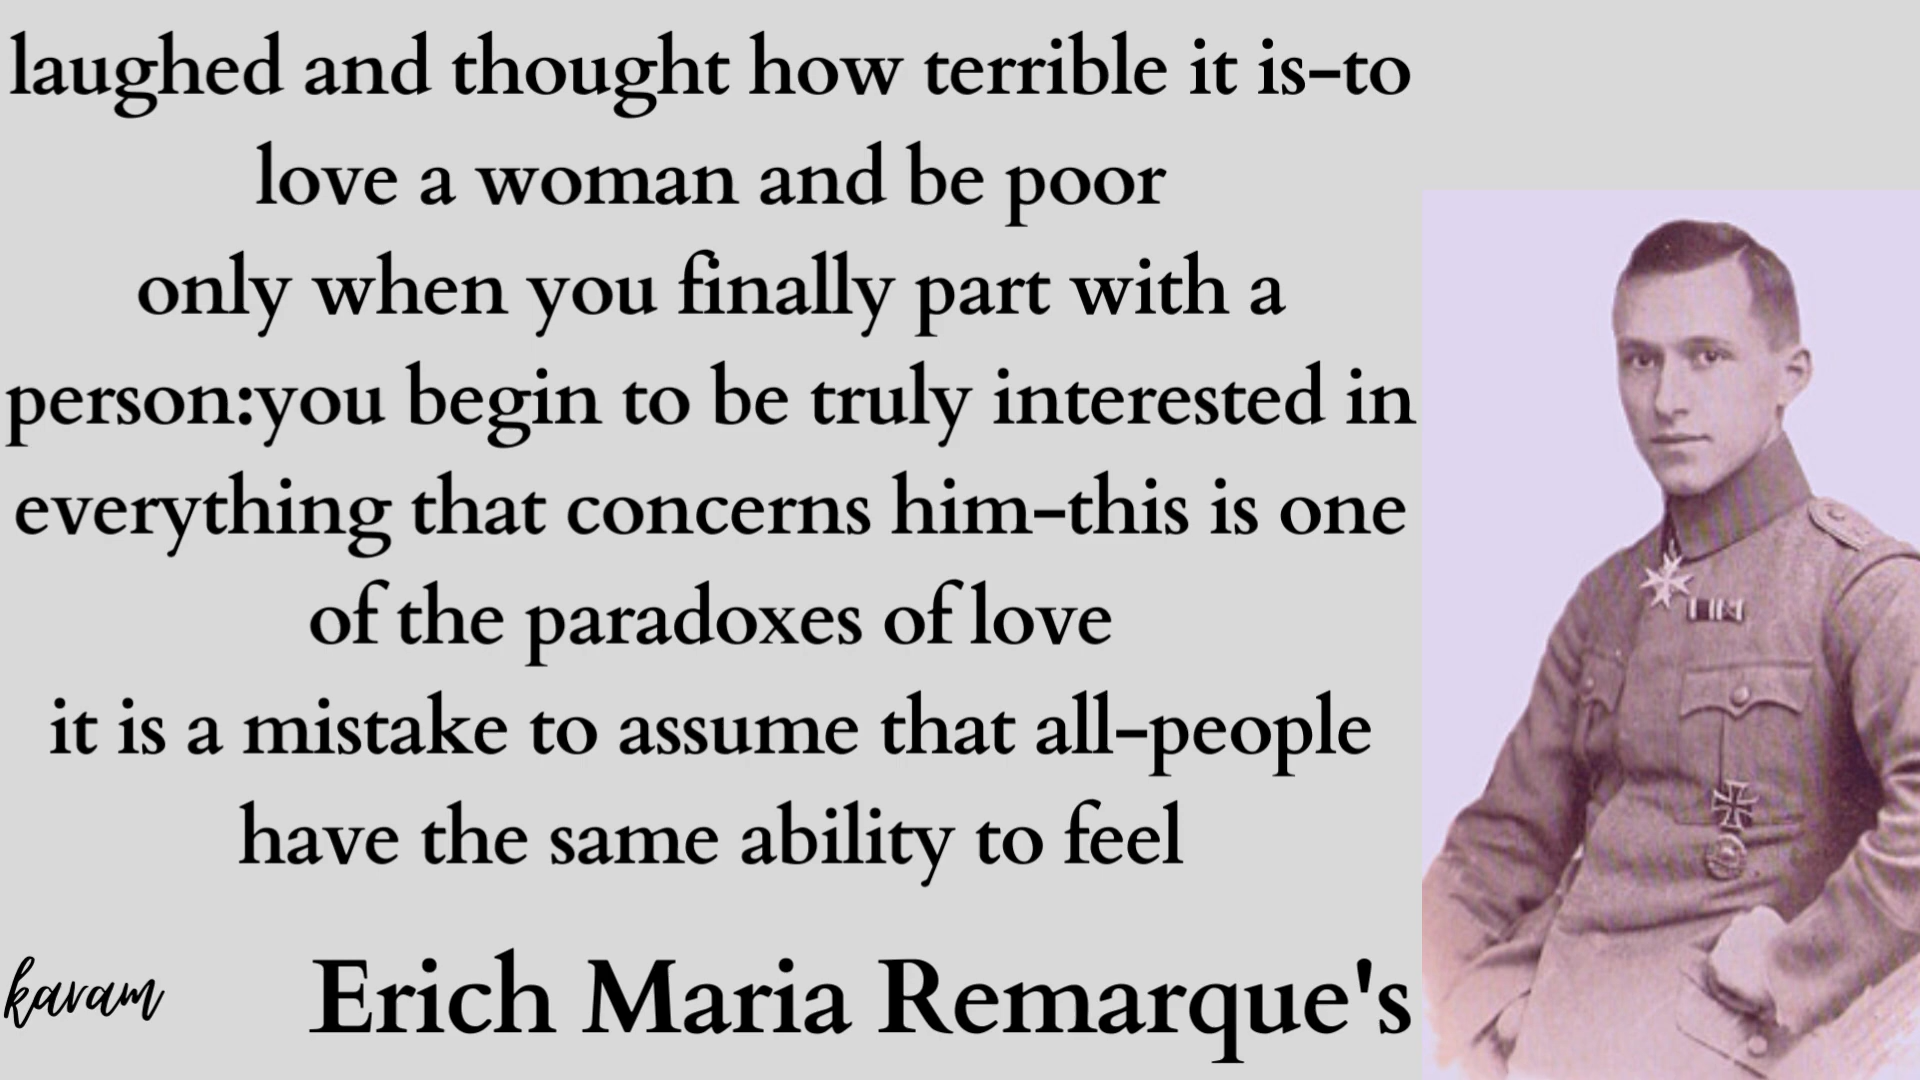 laughed and thought how terrible it is-to
love a woman and be poor
only when you finally part with a
person:you begin to be truly interested in
everything that concerns him-this is one
of the paradoxes of love
it is a mistake to assume that all-people
have the same ability to feel
Erich Maria Remarque's
karam